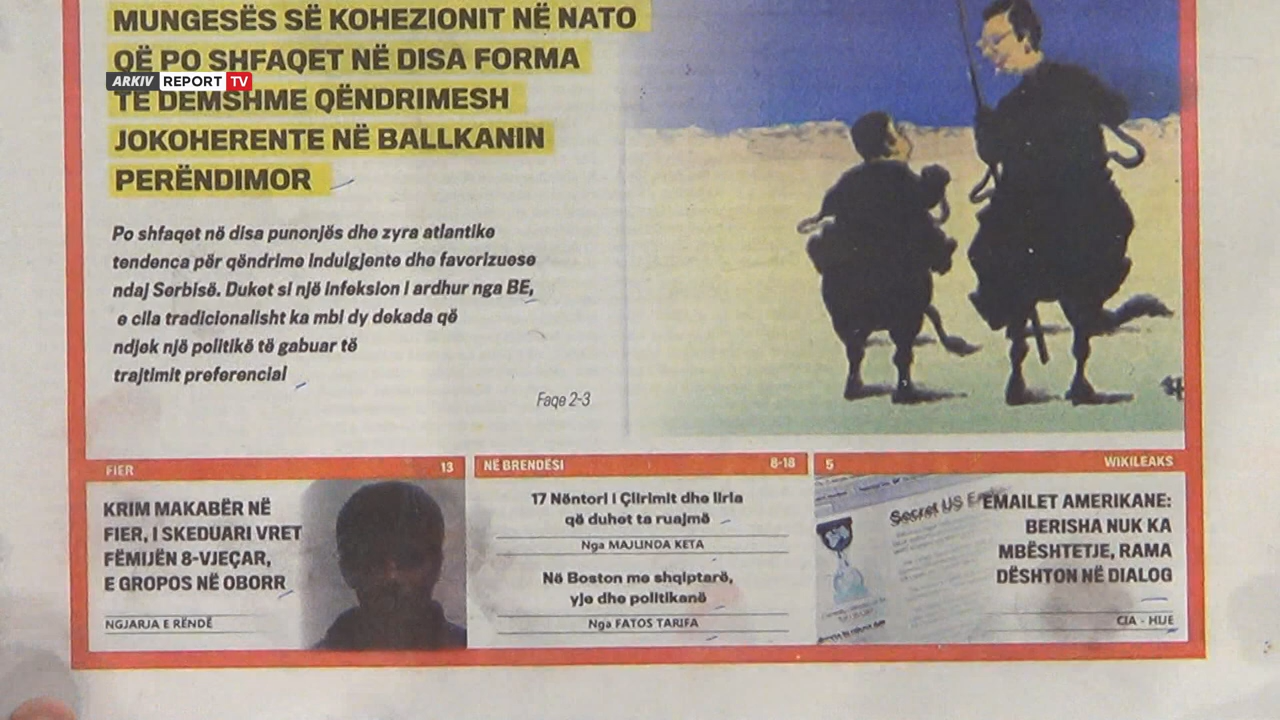 MUNGESËS SË KOHEZIONIT NË NATO
QË PO SHFAQET NË DISA FORMA
ARKIV REPORT TV
TË DËMSHME QËNDRIMESH
JOKOHERENTE NË BALLKANIN
PERËNDIMOR
Po shfaqet në disa punonjës dhe zyra atlantike
tendenca për qëndrime indulgjente dhe favorizuese
ndaj Serbisë. Duket si një infeksion i ardhur nga BE,
e cila tradicionalisht ka mbi dy dekada që
ndjek një politikë të gabuar të
trajtimit preferencial
Faqe 2-3
FIER 13
KRIM MAKABËR NË
FIER, I SKEDUARI VRET
FËMIJËN 8-VJEÇAR,
E GROPOS NË OBORR
NGJARJA E RËNDË
NË BRENDËSI 8-18
17 Nëntori i Çlirimit dhe liria
që duhet ta ruajmë
Nga MAJLINDA KETA
Në Boston me shqiptarë,
yje dhe politikanë
Nga FATOS TARIFA
5 WIKILEAKS
Secret US
EMAILET AMERIKANE:
BERISHA NUK KA
MBËSHTETJE, RAMA
DËSHTON NË DIALOG
CIA - HIJE